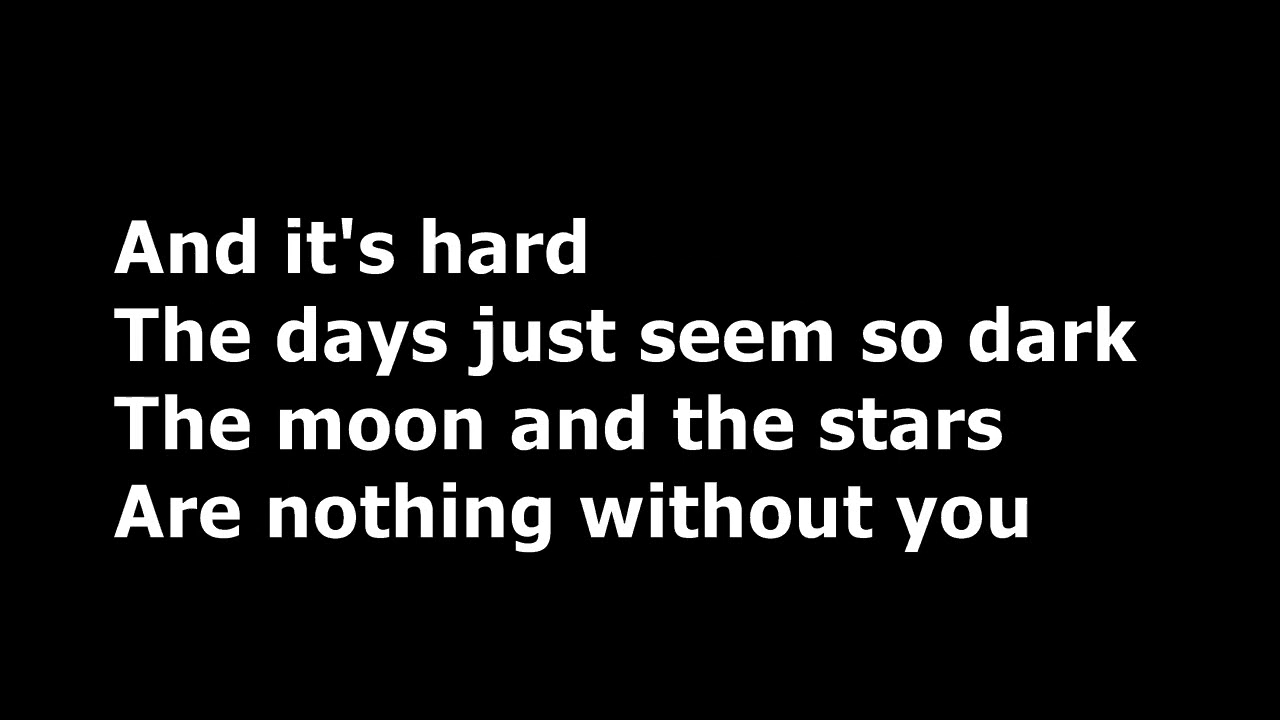 And it's hard
The days just seem so dark
The moon and the stars
Are nothing without you